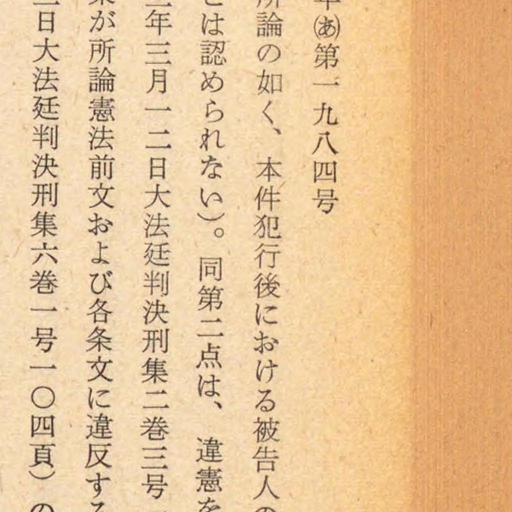 年㈲第一九八四号
所論の如く、本件犯行後における被告人の
とは認められない)。同第二点は、違憲を
三年三月一二日大法廷判決刑集二巻三号
が所論憲法前文および各条文に違反する
日大法廷判決刑集六巻一号一〇四頁)の